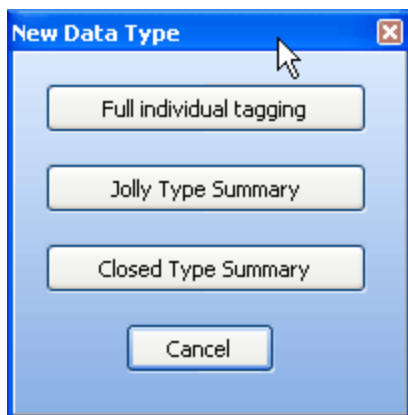 New Data Type
Full individual tagging
Jolly Type Summary
Closed Type Summary
Cancel